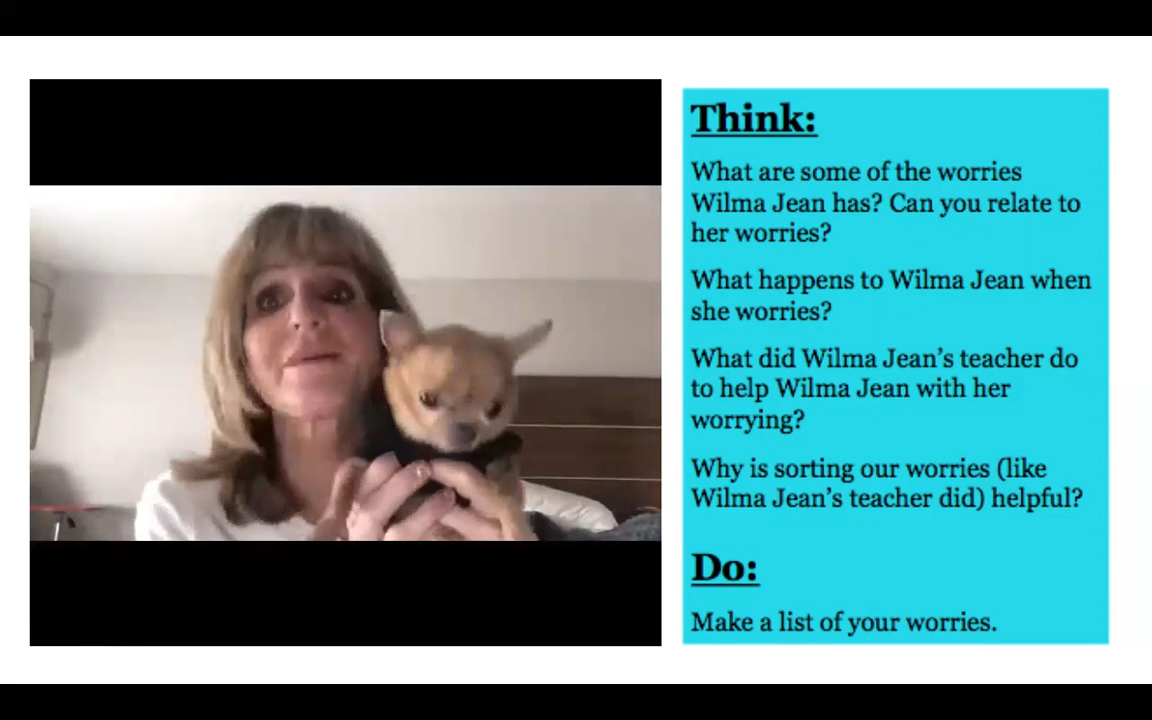 Think:
What are some of the worries
Wilma Jean has? Can you relate to
her worries?
What happens to Wilma Jean when
she worries?
What did Wilma Jean’s teacher do
to help Wilma Jean with her
worrying?
Why is sorting our worries (like
Wilma Jean’s teacher did) helpful?
Do:
Make a list of your worries.